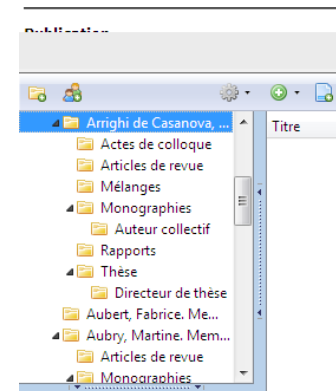 Publication
Arrighi de Casanova, ...
Titre
Actes de colloque
Articles de revue
Mélanges
Monographies
Auteur collectif
Rapports
Thèse
Directeur de thèse
Aubert, Fabrice. Me...
Aubry, Martine. Mem...
Articles de revue
Monographies